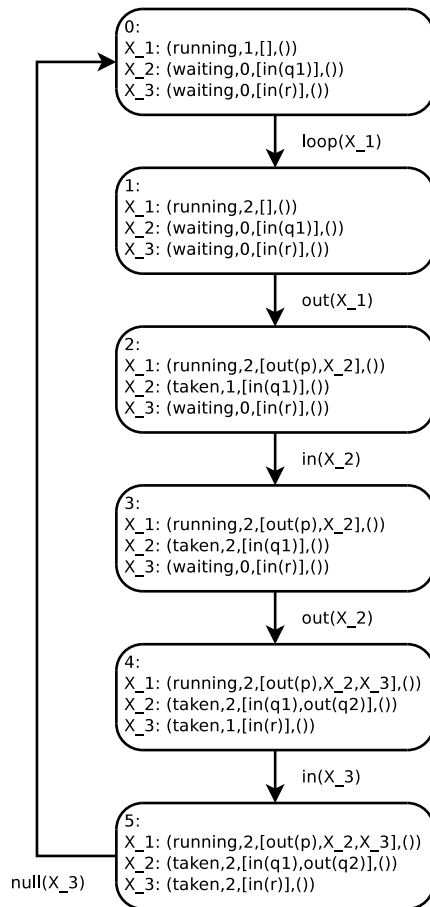 0:
X_1: (running,1,[],())
X_2: (waiting,0,[in(q1)],())
X_3: (waiting,0,[in(r)],())
loop(X_1)
1:
X_1: (running,2,[],())
X_2: (waiting,0,[in(q1)],())
X_3: (waiting,0,[in(r)],())
out(X_1)
2:
X_1: (running,2,[out(p),X_2],())
X_2: (taken,1,[in(q1)],())
X_3: (waiting,0,[in(r)],())
in(X_2)
3:
X_1: (running,2,[out(p),X_2],())
X_2: (taken,2,[in(q1)],())
X_3: (waiting,0,[in(r)],())
out(X_2)
4:
X_1: (running,2,[out(p),X_2,X_3],())
X_2: (taken,2,[in(q1),out(q2)],())
X_3: (taken,1,[in(r)],())
in(X_3)
5:
X_1: (running,2,[out(p),X_2,X_3],())
X_2: (taken,2,[in(q1),out(q2)],())
X_3: (taken,2,[in(r)],())
null(X_3)